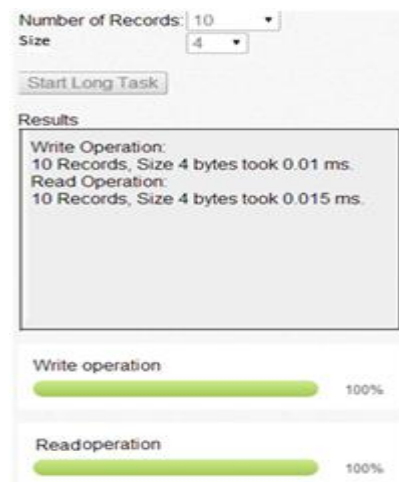 Number of Records: 10
Size 4
Start Long Task
Results
Write Operation:
10 Records, Size 4 bytes took 0.01 ms.
Read Operation:
10 Records, Size 4 bytes took 0.015 ms.
Write operation
100%
Readoperation
100%